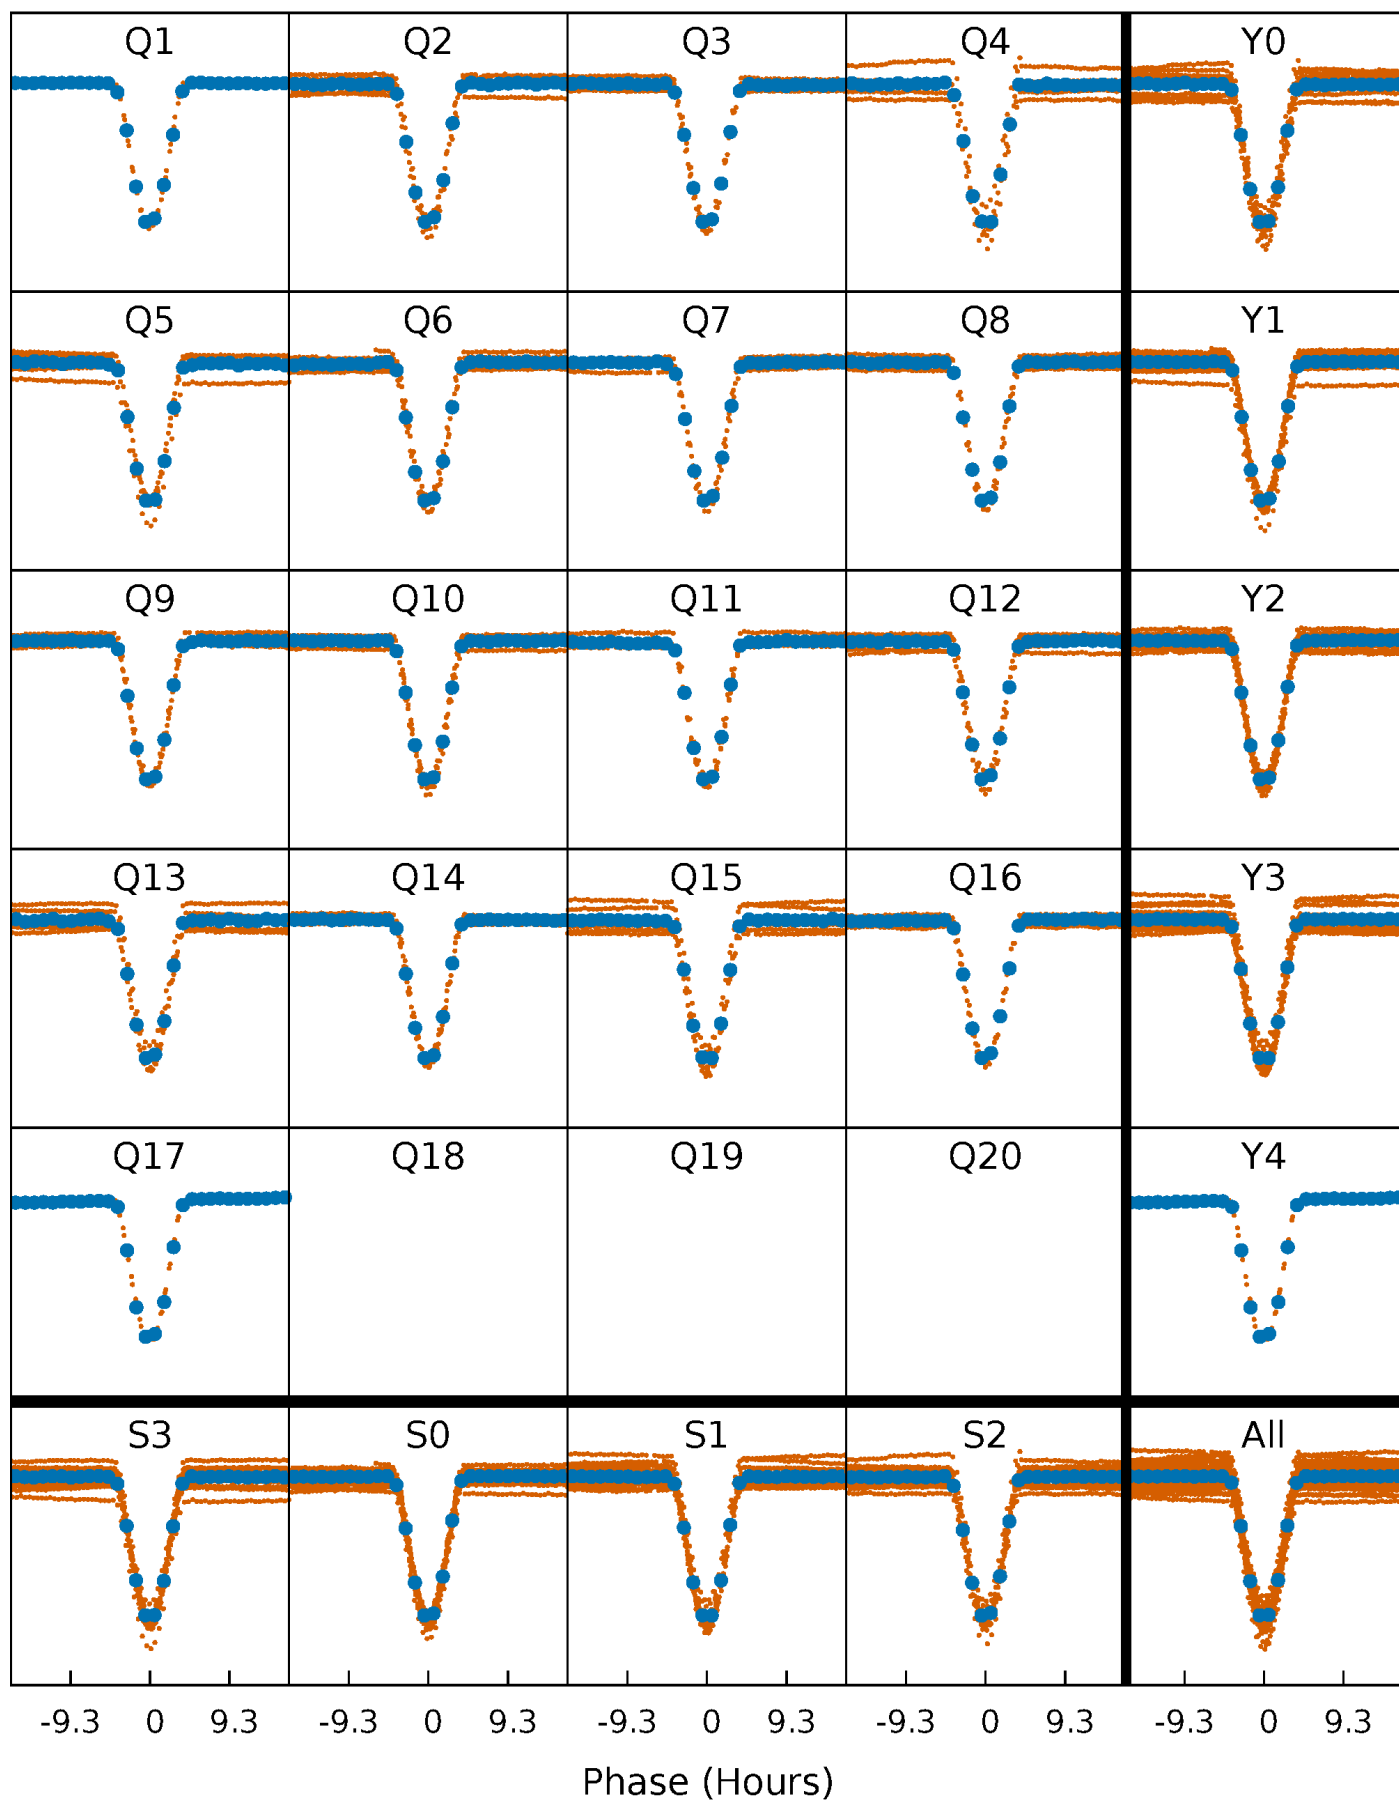 Q1 Q2 Q3 Q4 Y0
Q5 Q6 Q7 Q8 Y1
Q9 Q10 Q11 Q12 Y2
Q13 Q14 Q15 Q16 Y3
Q17 Q18 Q19 Q20 Y4
S3 S0 S1 S2 All
-9.3 0 9.3 -9.3 0 9.3 -9.3 0 9.3 -9.3 0 9.3 -9.3 0 9.3
Phase (Hours)